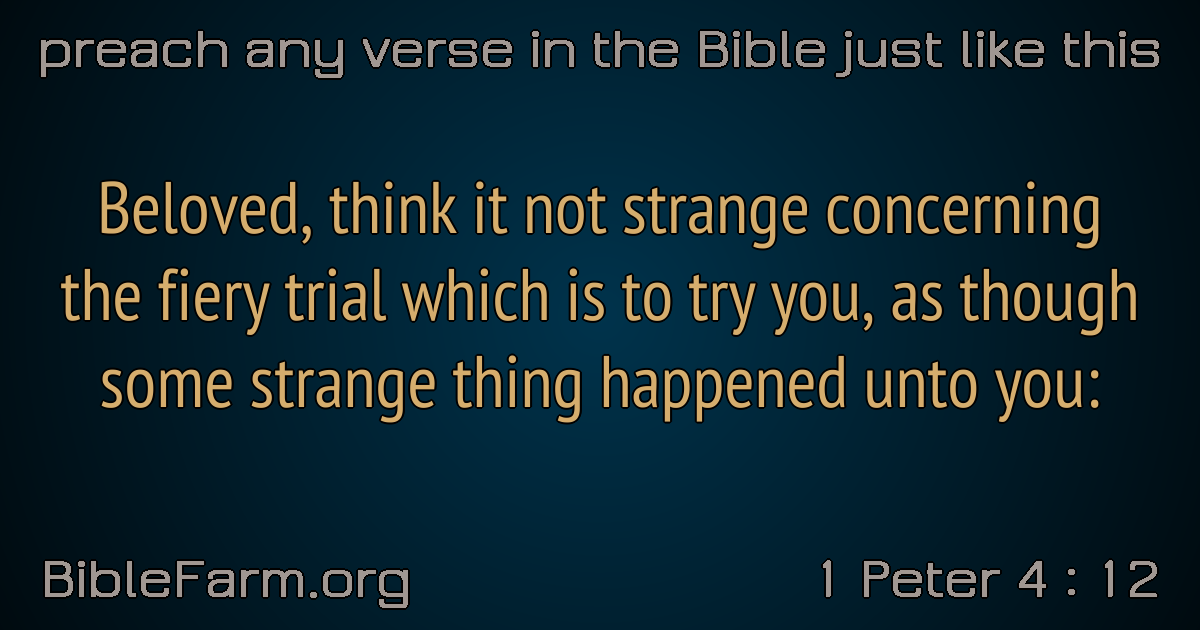 preach any verse in the Bible just like this
Beloved, think it not strange concerning
the fiery trial which is to try you, as though
some strange thing happened unto you:
BibleFarm.org
1 Peter 4 : 12